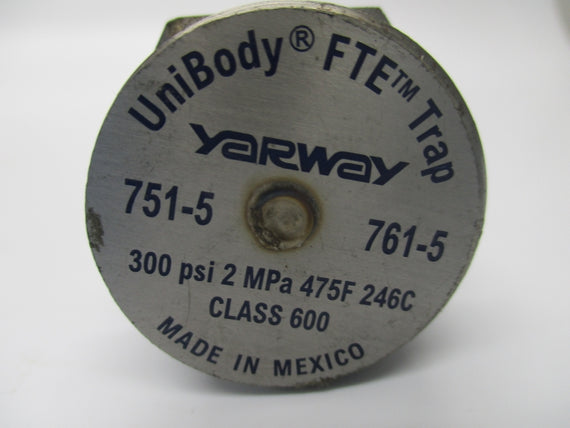 UniBody® FTE™ Trap
YARWAY
751-5
761-5
300 psi 2 MPa 475F 246C
CLASS 600
MADE IN MEXICO